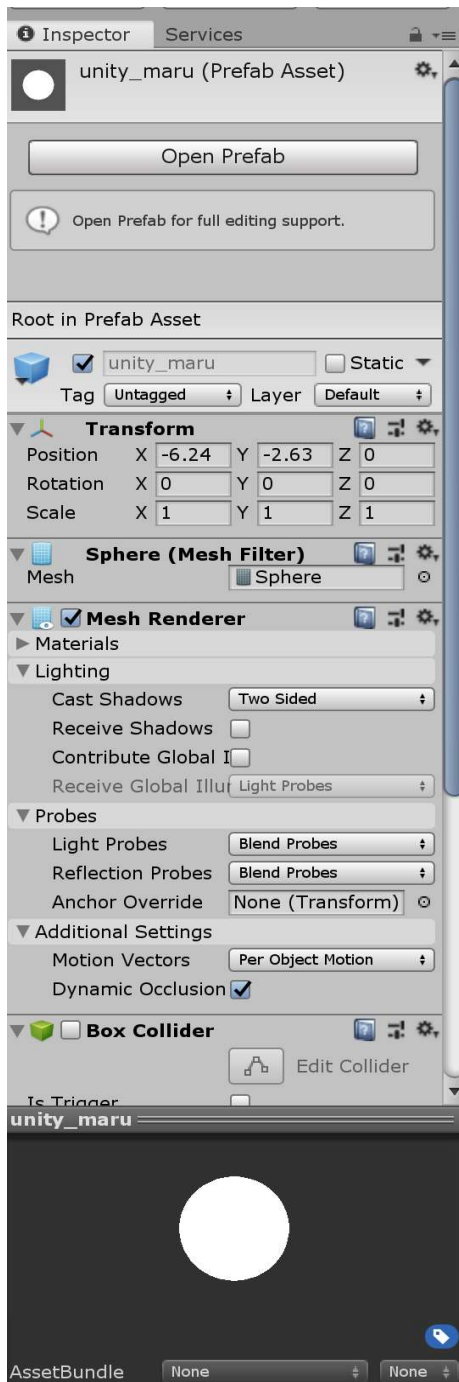 Inspector Services
unity_maru (Prefab Asset)
Open Prefab
Open Prefab for full editing support.
Root in Prefab Asset
unity_maru Static
Tag Untagged Layer Default
Transform
Position X -6.24 Y -2.63 Z 0
Rotation X 0 Y 0 Z 0
Scale X 1 Y 1 Z 1
Sphere (Mesh Filter)
Mesh Sphere
Mesh Renderer
Materials
Lighting
Cast Shadows Two Sided
Receive Shadows
Contribute Global I
Receive Global Illur Light Probes
Probes
Light Probes Blend Probes
Reflection Probes Blend Probes
Anchor Override None (Transform)
Additional Settings
Motion Vectors Per Object Motion
Dynamic Occlusion
Box Collider
Edit Collider
Is Trigger
unity_maru
AssetBundle None None